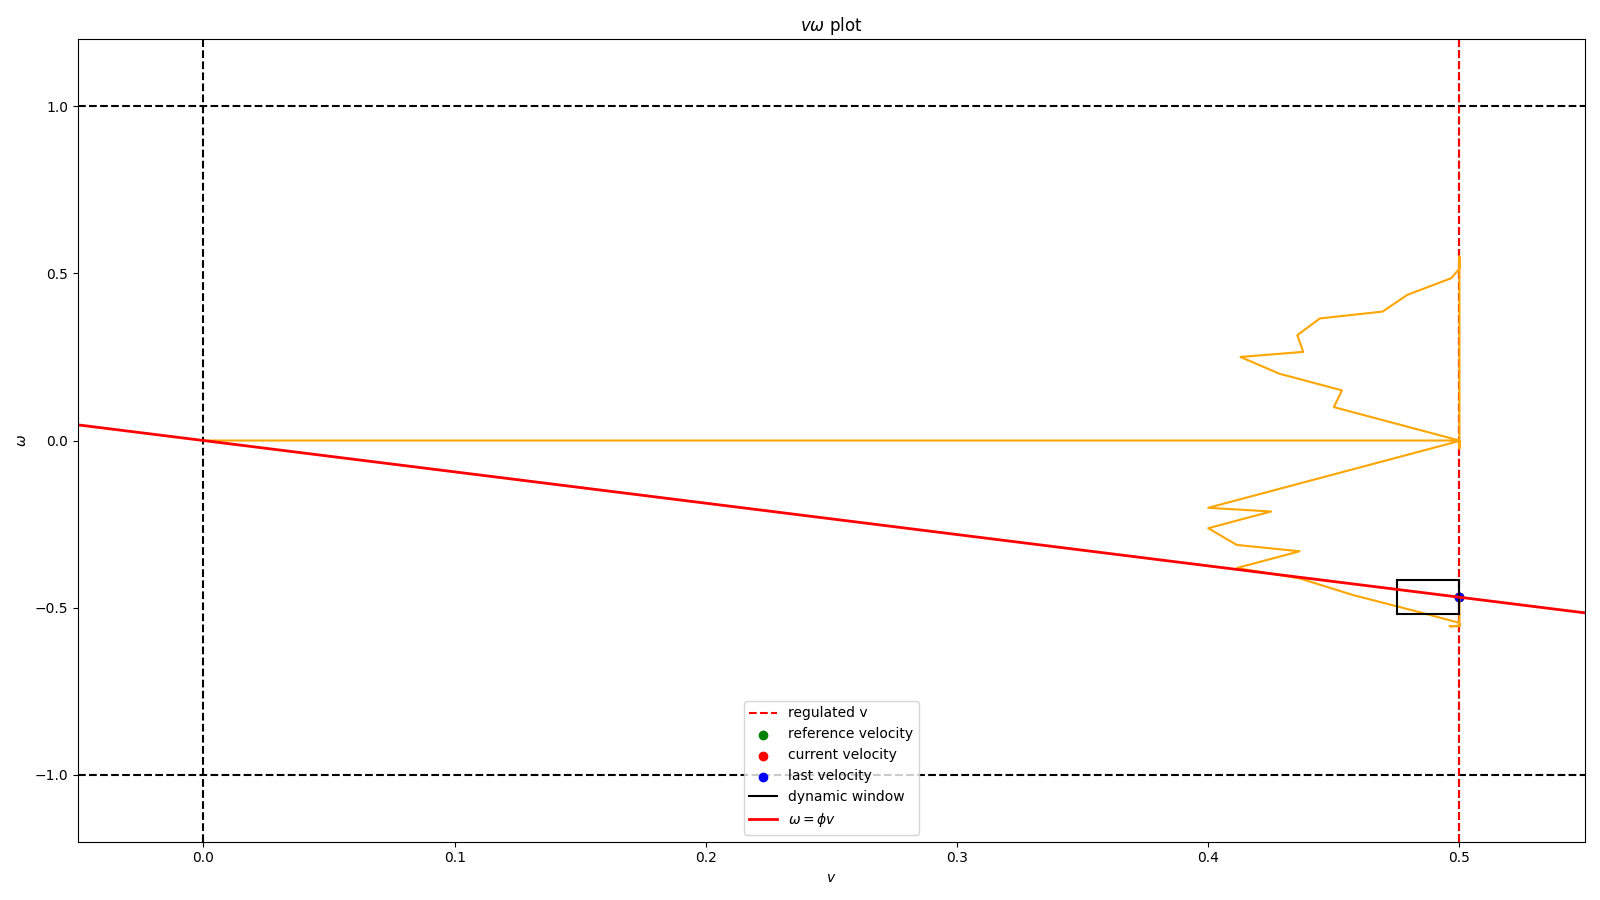 vω plot
1.0
0.5
0.0
−0.5
−1.0
ω
0.0
0.1
0.2
0.3
0.4
0.5
v
regulated v
reference velocity
current velocity
last velocity
dynamic window
ω = ϕv